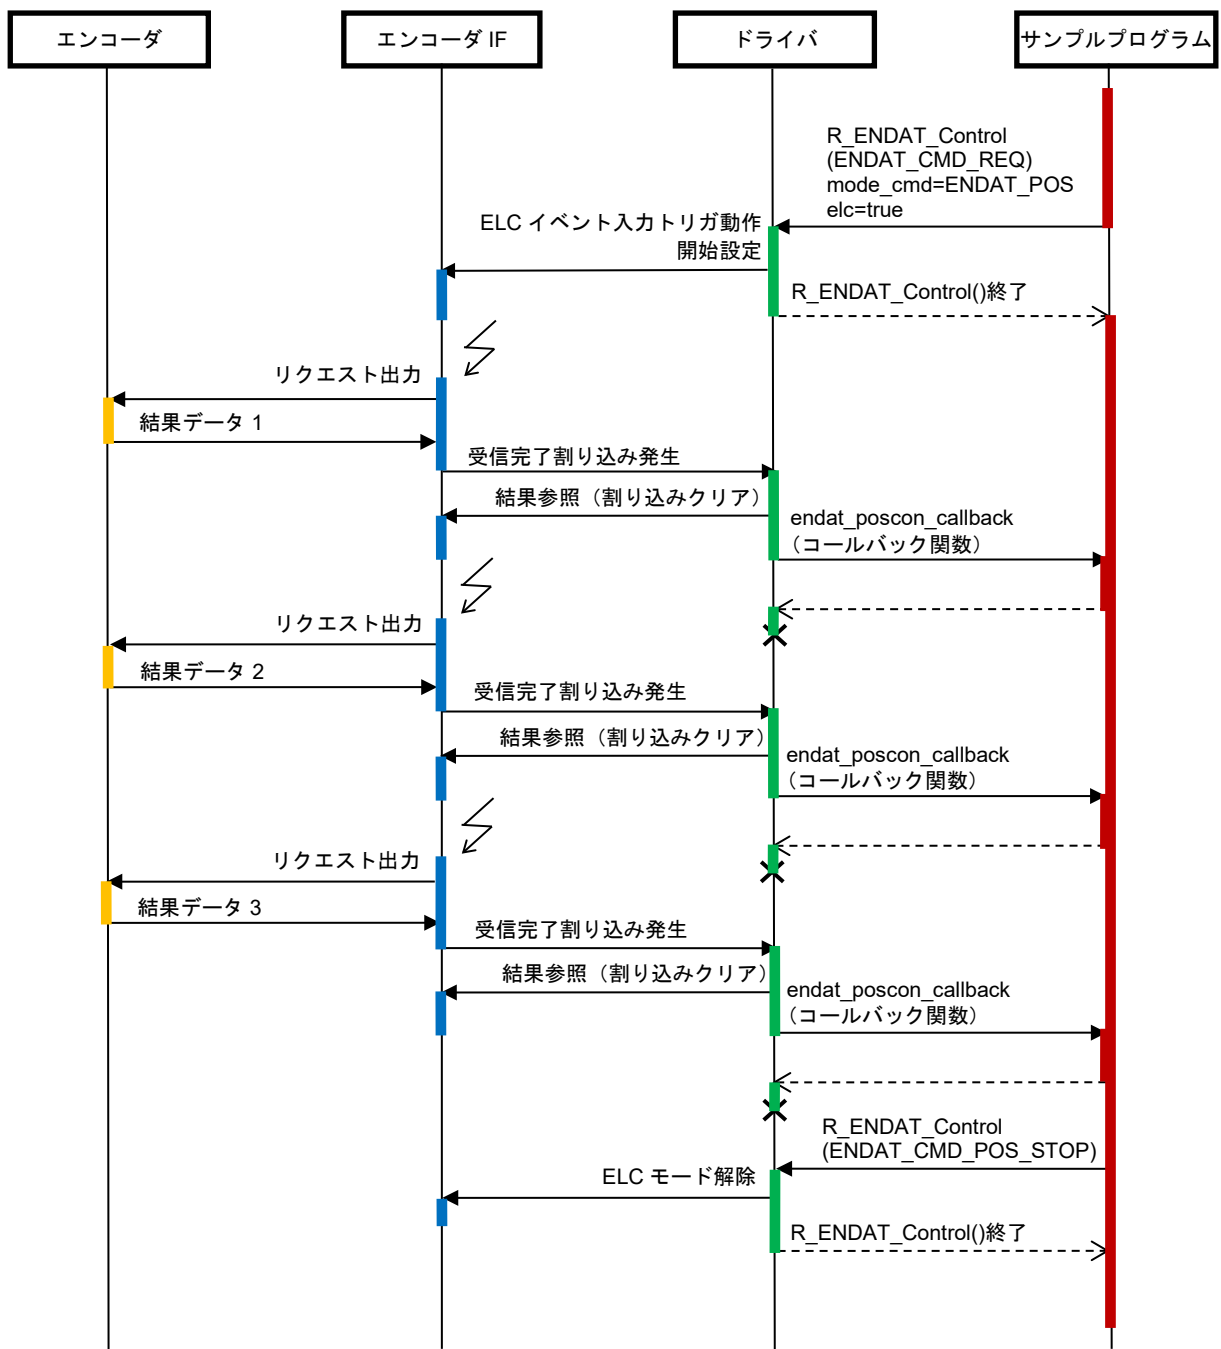 エンコーダ
エンコーダ IF
ドライバ
サンプルプログラム
R_ENDAT_Control
(ENDAT_CMD_REQ)
mode_cmd=ENDAT_POS
elc=true
ELC イベント入力トリガ動作
開始設定
R_ENDAT_Control()終了
リクエスト出力
結果データ 1
受信完了割り込み発生
結果参照（割り込みクリア）
endat_poscon_callback
（コールバック関数）
リクエスト出力
結果データ 2
受信完了割り込み発生
結果参照（割り込みクリア）
endat_poscon_callback
（コールバック関数）
リクエスト出力
結果データ 3
受信完了割り込み発生
結果参照（割り込みクリア）
endat_poscon_callback
（コールバック関数）
R_ENDAT_Control
(ENDAT_CMD_POS_STOP)
ELC モード解除
R_ENDAT_Control()終了